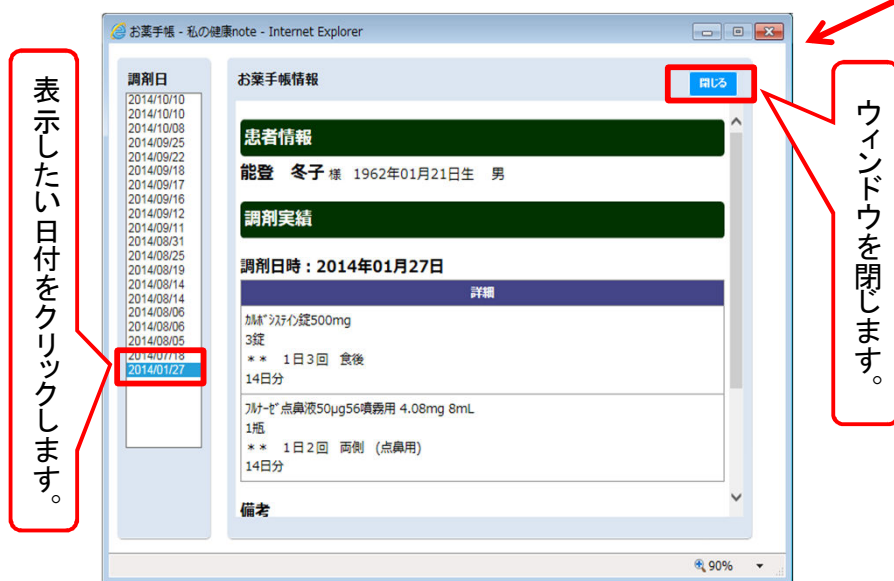 お薬手帳 - 私の健康note - Internet Explorer
表示したい日付をクリックします。
調剤日
2014/10/10
2014/10/10
2014/10/08
2014/09/25
2014/09/22
2014/09/18
2014/09/17
2014/09/16
2014/09/12
2014/09/11
2014/08/31
2014/08/25
2014/08/19
2014/08/14
2014/08/14
2014/08/06
2014/08/06
2014/08/05
2014/07/18
2014/01/27
お薬手帳情報
閉じる
患者情報
能登 冬子 様 1962年01月21日生 男
調剤実績
調剤日時：2014年01月27日
詳細
ｶﾙﾎﾞｼｽﾃｲﾝ錠500mg
3錠
＊＊ 1日3回 食後
14日分
ﾌﾙﾅｰｾﾞ点鼻液50μg56噴霧用 4.08mg 8mL
1瓶
＊＊ 1日2回 両側 (点鼻用)
14日分
備考
ウィンドウを閉じます。
90%